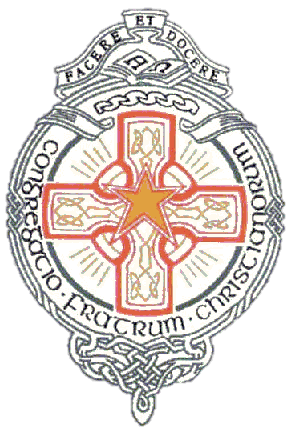 FACERE ET DOCERE
CONGREGATIO · FRATRUM · CHRISTIANORUM